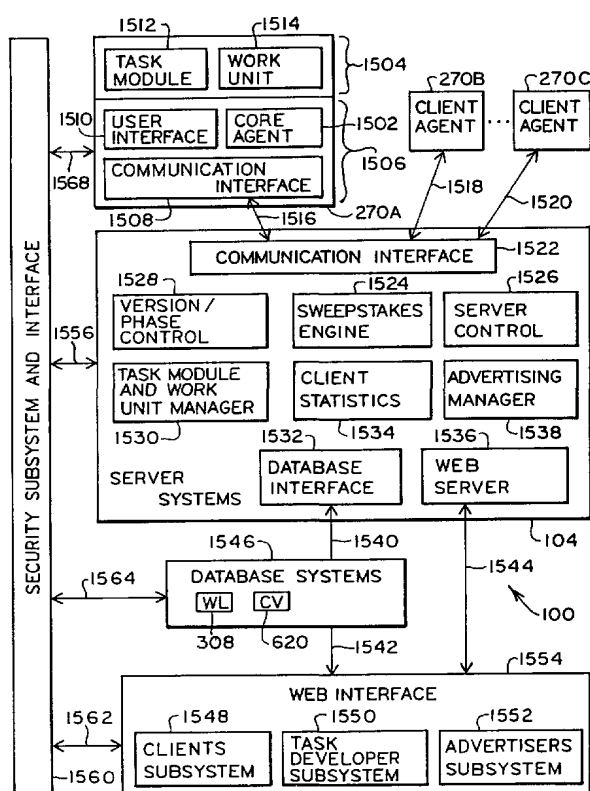 1512
1514
TASK
MODULE
WORK
UNIT
1504
270B
270C
CLIENT
AGENT
...
CLIENT
AGENT
1510
USER
INTERFACE
CORE
AGENT
1502
1506
1568
COMMUNICATION
INTERFACE
1508
1516
270A
1518
1520
COMMUNICATION INTERFACE
1522
1528
1524
1526
VERSION /
PHASE
CONTROL
SWEEPSTAKES
ENGINE
SERVER
CONTROL
1556
TASK MODULE
AND WORK
UNIT MANAGER
CLIENT
STATISTICS
ADVERTISING
MANAGER
1530
1532
1534
1536
1538
SERVER
SYSTEMS
DATABASE
INTERFACE
WEB
SERVER
1546
1540
104
1544
DATABASE SYSTEMS
1564
WL
CV
100
308
620
1542
1554
WEB INTERFACE
1562
1548
1550
1552
CLIENTS
SUBSYSTEM
TASK
DEVELOPER
SUBSYSTEM
ADVERTISERS
SUBSYSTEM
1560
SECURITY SUBSYSTEM AND INTERFACE